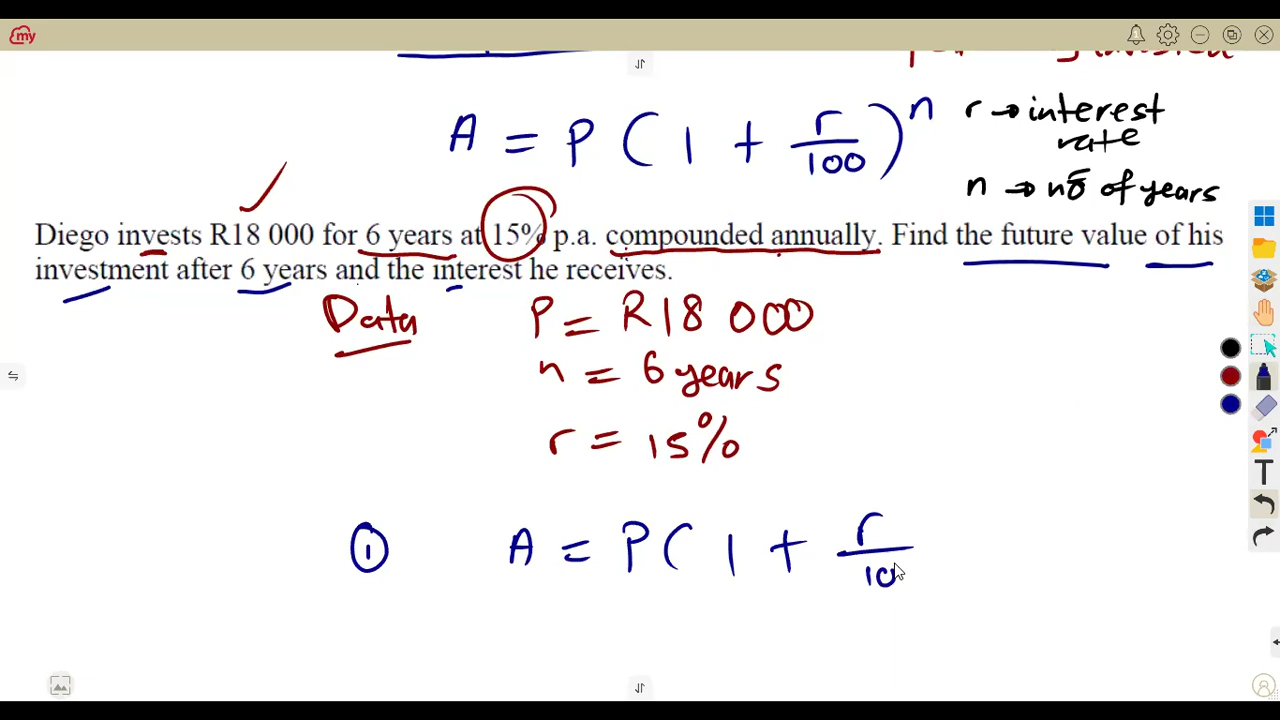 my
A = P ( 1 + r/100 )^n
r → interest rate
n → no of years
Diego invests R18 000 for 6 years at 15% p.a. compounded annually. Find the future value of his
investment after 6 years and the interest he receives.
Data
P = R18 000
n = 6 years
r = 15%
① A = P ( 1 + r/10
T